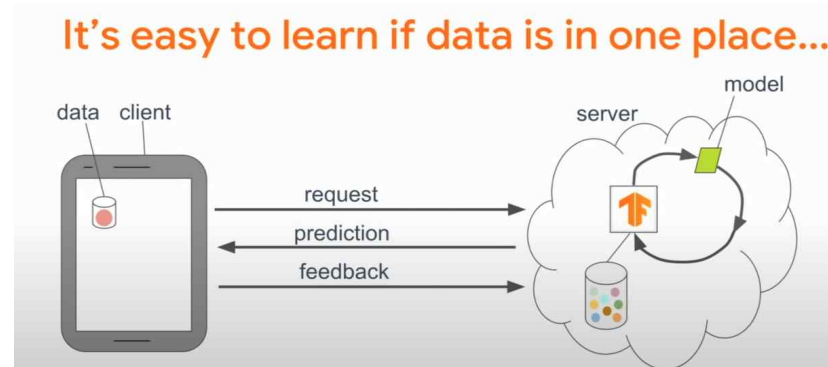 It's easy to learn if data is in one place...
data client
server
model
request
prediction
feedback